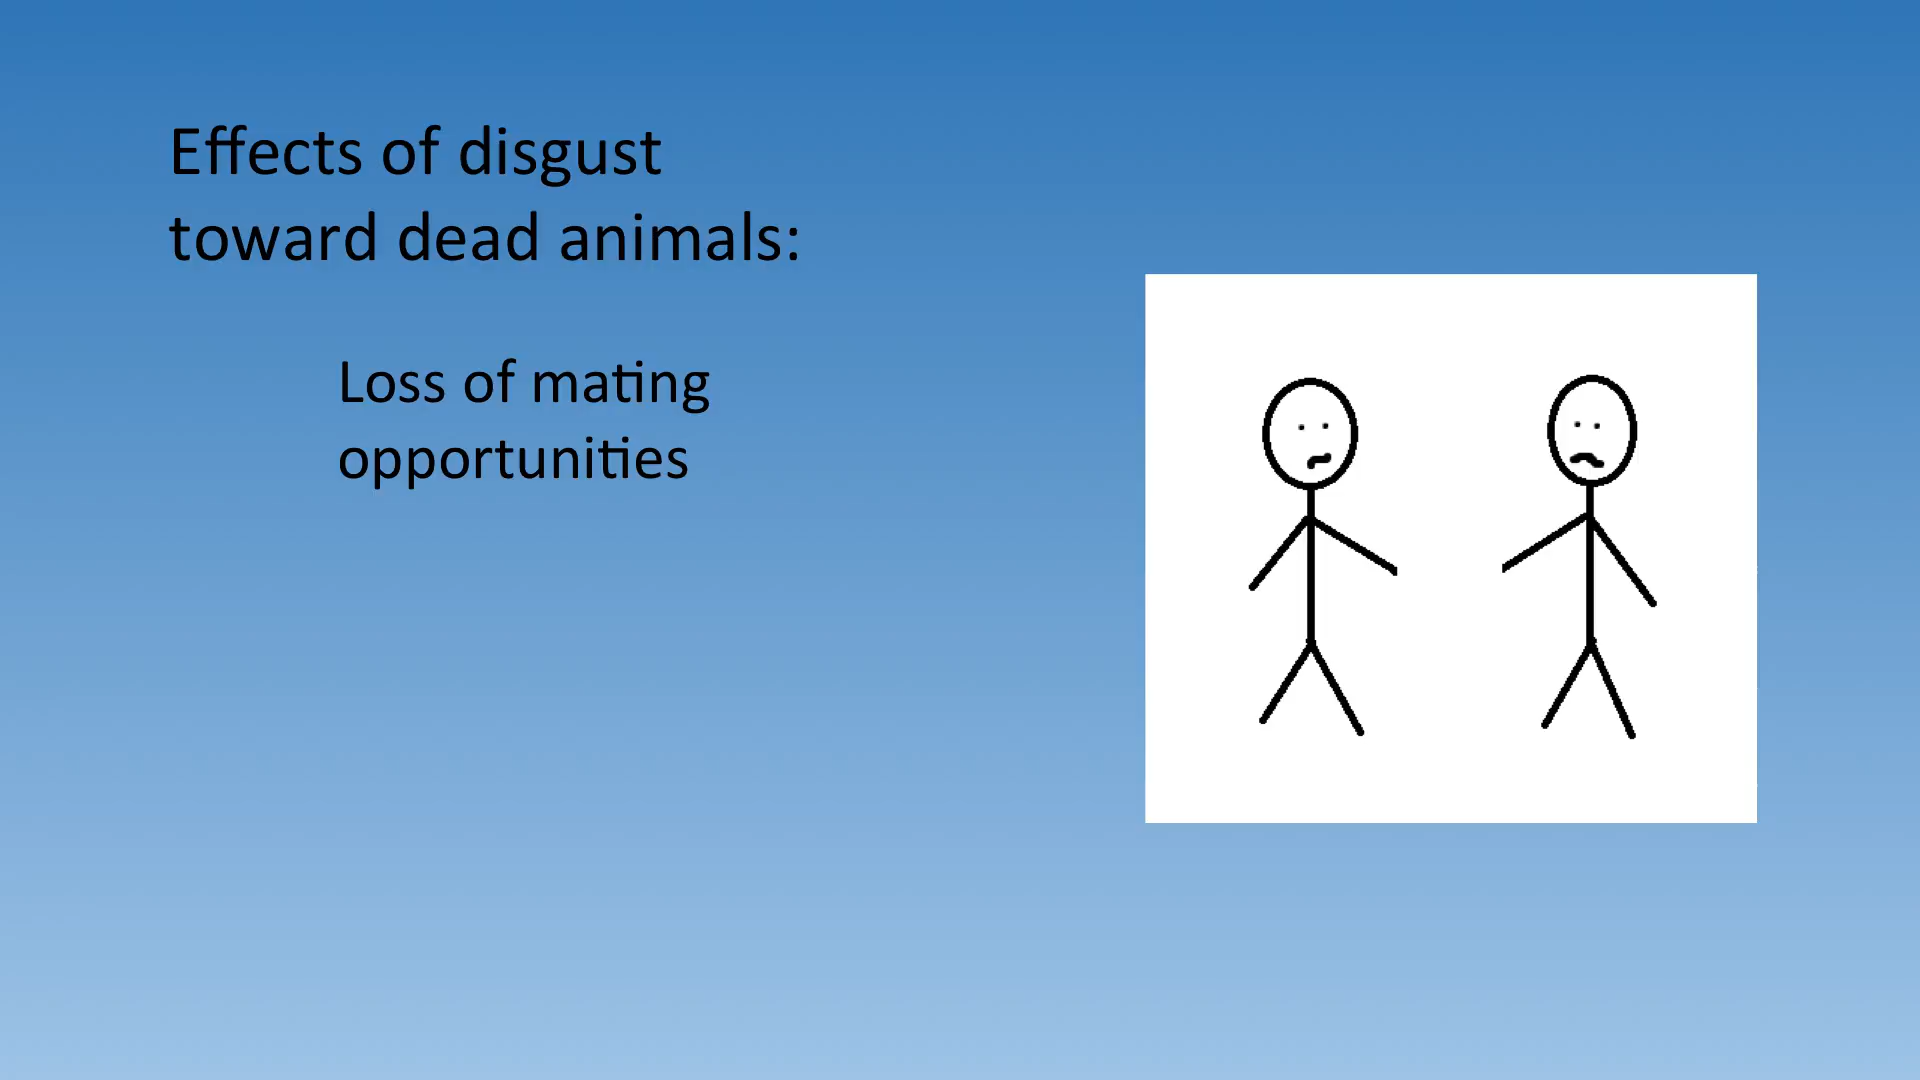 Effects of disgust
toward dead animals:
Loss of mating
opportunities